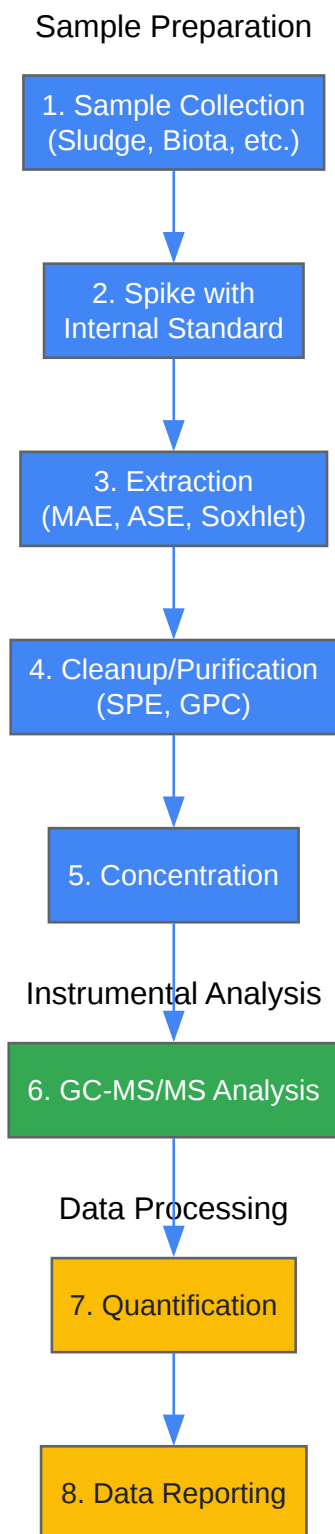 Sample Preparation
1. Sample Collection
(Sludge, Biota, etc.)
2. Spike with
Internal Standard
3. Extraction
(MAE, ASE, Soxhlet)
4. Cleanup/Purification
(SPE, GPC)
5. Concentration
Instrumental Analysis
6. GC-MS/MS Analysis
Data Processing
7. Quantification
8. Data Reporting